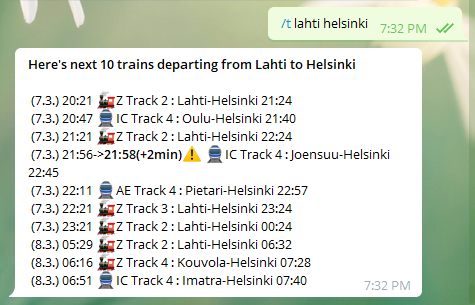 /t lahti helsinki
7:32 PM
Here's next 10 trains departing from Lahti to Helsinki
(7.3.) 20:21 🚂Z Track 2 : Lahti-Helsinki 21:24
(7.3.) 20:47 🚆IC Track 4 : Oulu-Helsinki 21:40
(7.3.) 21:21 🚂Z Track 2 : Lahti-Helsinki 22:24
(7.3.) 21:56->21:58(+2min)⚠️ 🚆IC Track 4 : Joensuu-Helsinki
22:45
(7.3.) 22:11 🚆AE Track 4 : Pietari-Helsinki 22:57
(7.3.) 22:21 🚂Z Track 3 : Lahti-Helsinki 23:24
(7.3.) 23:21 🚂Z Track 2 : Lahti-Helsinki 00:24
(8.3.) 05:29 🚂Z Track 2 : Lahti-Helsinki 06:32
(8.3.) 06:16 🚂Z Track 4 : Kouvola-Helsinki 07:28
(8.3.) 06:51 🚆IC Track 4 : Imatra-Helsinki 07:40
7:32 PM